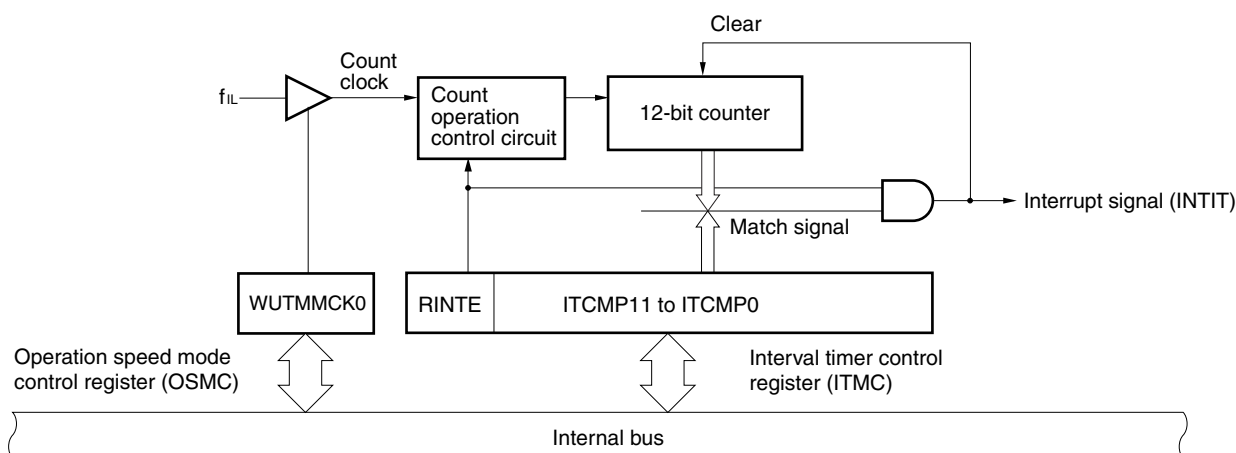 Clear
Count
clock
fIL
Count
operation
control circuit
12-bit counter
Interrupt signal (INTIT)
Match signal
WUTMMCK0
RINTE
ITCMP11 to ITCMP0
Operation speed mode
control register (OSMC)
Interval timer control
register (ITMC)
Internal bus